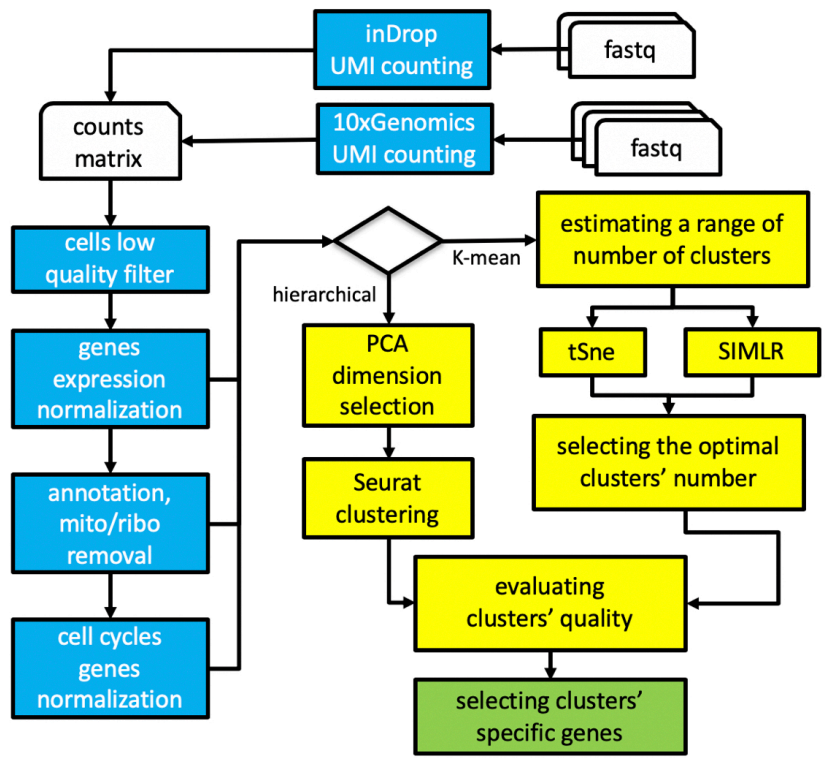 inDrop
UMI counting
fastq
counts
matrix
10xGenomics
UMI counting
fastq
cells low
quality filter
genes
expression
normalization
annotation,
mito/ribo
removal
cell cycles
genes
normalization
hierarchical
K-mean
PCA
dimension
selection
Seurat
clustering
estimating a range of
number of clusters
tSne
SIMLR
selecting the optimal
clusters’ number
evaluating
clusters’ quality
selecting clusters’
specific genes